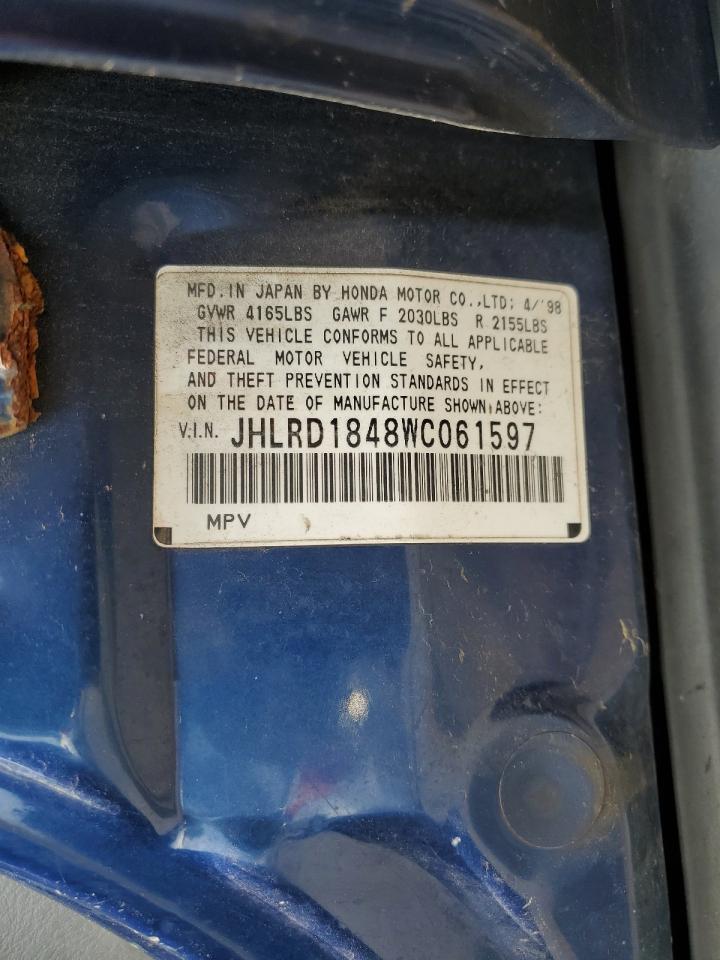 MFD. IN JAPAN BY HONDA MOTOR CO.,LTD; 4/'98
GVWR 4165LBS GAWR F 2030LBS R 2155LBS
THIS VEHICLE CONFORMS TO ALL APPLICABLE
FEDERAL MOTOR VEHICLE SAFETY,
AND THEFT PREVENTION STANDARDS IN EFFECT
ON THE DATE OF MANUFACTURE SHOWN ABOVE:
V.I.N. JHLRD1848WC061597
MPV